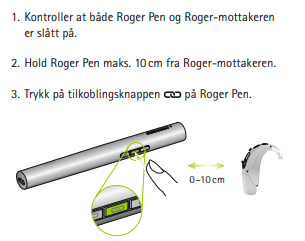 1. Kontroller at både Roger Pen og Roger-mottakeren
er slått på.
2. Hold Roger Pen maks. 10 cm fra Roger-mottakeren.
3. Trykk på tilkoblingsknappen på Roger Pen.
0–10 cm